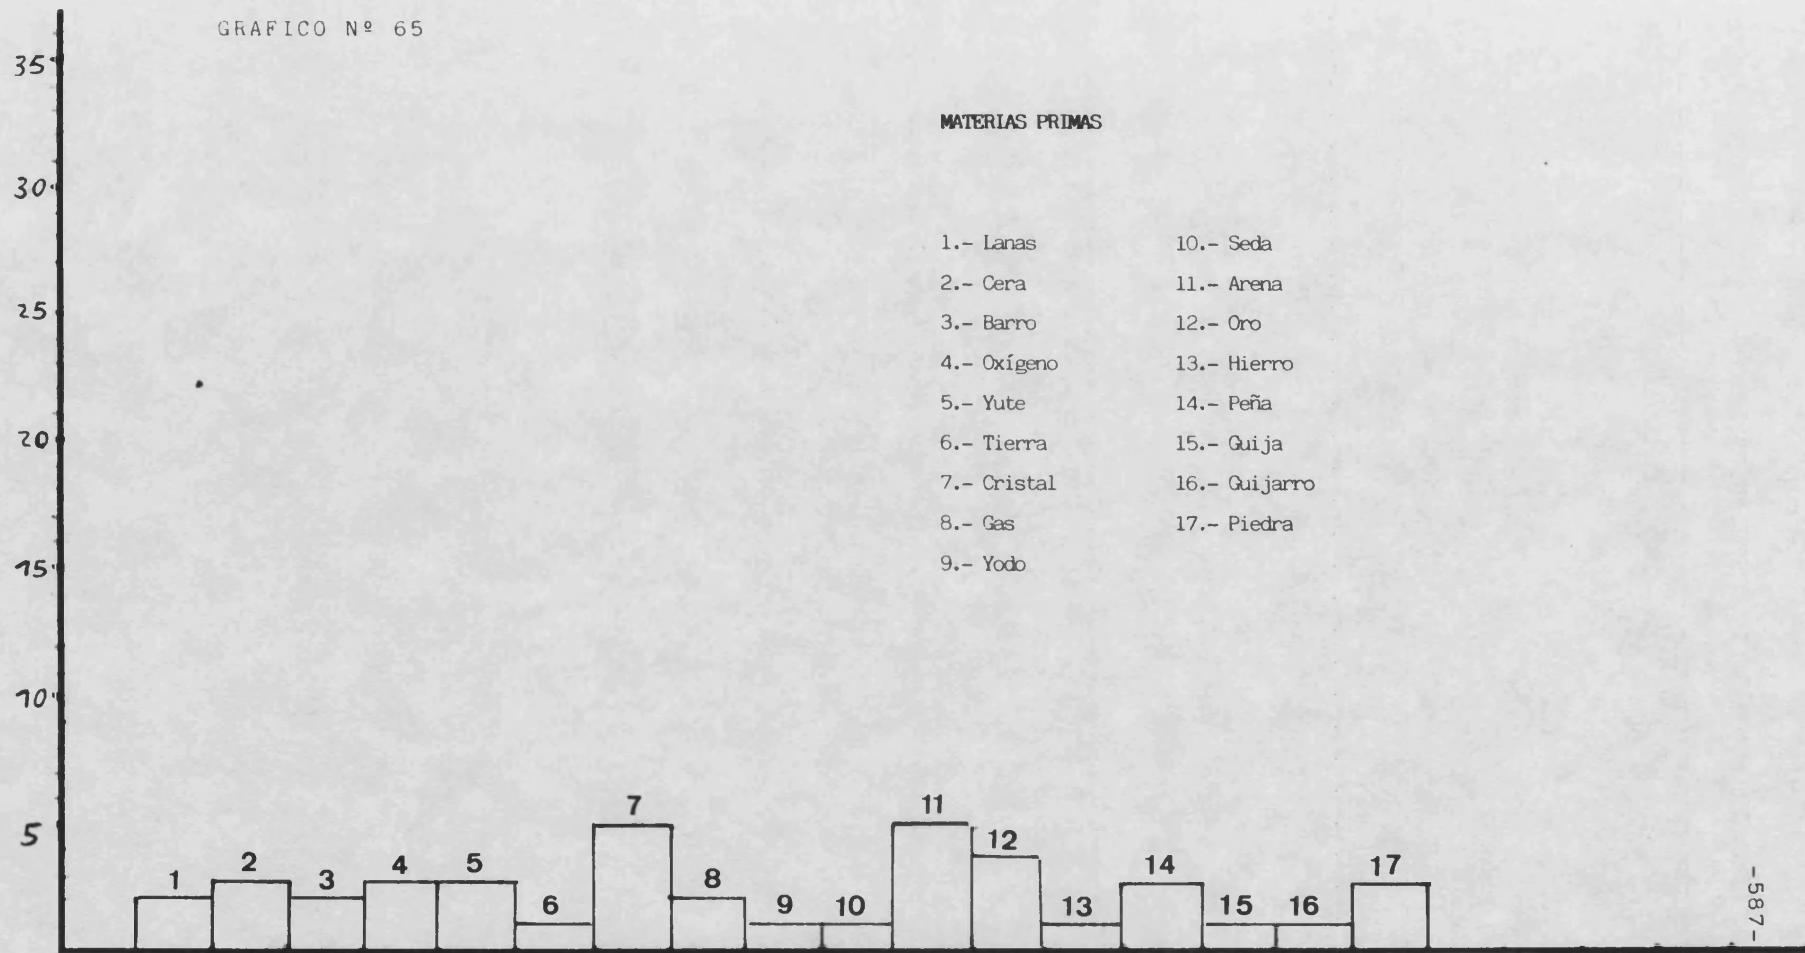 GRAFICO Nº 65
MATERIAS PRIMAS
1.- Lanas
2.- Cera
3.- Barro
4.- Oxígeno
5.- Yute
6.- Tierra
7.- Cristal
8.- Gas
9.- Yodo
10.- Seda
11.- Arena
12.- Oro
13.- Hierro
14.- Peña
15.- Guija
16.- Guijarro
17.- Piedra
35
30
25
20
15
10
5
1 2 3 4 5 6 7 8 9 10 11 12 13 14 15 16 17
-587-